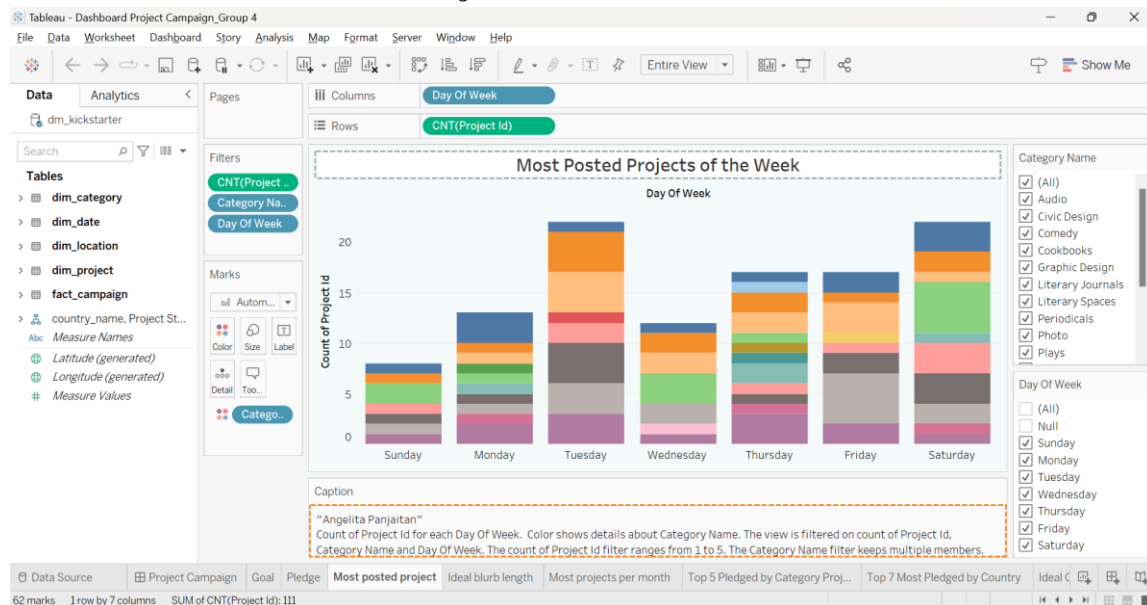 Tableau - Dashboard Project Campaign_Group 4
File Data Worksheet Dashboard Story Analysis Map Format Server Window Help
Entire View
Show Me
Data Analytics
dm_kickstarter
Search
Tables
dim_category
dim_date
dim_location
dim_project
fact_campaign
country_name, Project St...
Abc Measure Names
Latitude (generated)
Longitude (generated)
# Measure Values
Pages
Filters
CNT(Project ..
Category Na..
Day Of Week
Marks
Autom...
Color Size Label
Detail Too...
Catego..
Columns Day Of Week
Rows CNT(Project Id)
Most Posted Projects of the Week
Day Of Week
Count of Project Id
20
15
10
5
0
Sunday Monday Tuesday Wednesday Thursday Friday Saturday
Caption
“Angelita Panjaitan”
Count of Project Id for each Day Of Week. Color shows details about Category Name. The view is filtered on count of Project Id,
Category Name and Day Of Week. The count of Project Id filter ranges from 1 to 5. The Category Name filter keeps multiple members.
Category Name
(All)
Audio
Civic Design
Comedy
Cookbooks
Graphic Design
Literary Journals
Literary Spaces
Periodicals
Photo
Plays
Day Of Week
(All)
Null
Sunday
Monday
Tuesday
Wednesday
Thursday
Friday
Saturday
Data Source Project Campaign Goal Pledge Most posted project Ideal blurb length Most projects per month Top 5 Pledged by Category Proj... Top 7 Most Pledged by Country Ideal
62 marks 1 row by 7 columns SUM of CNT(Project Id): 111